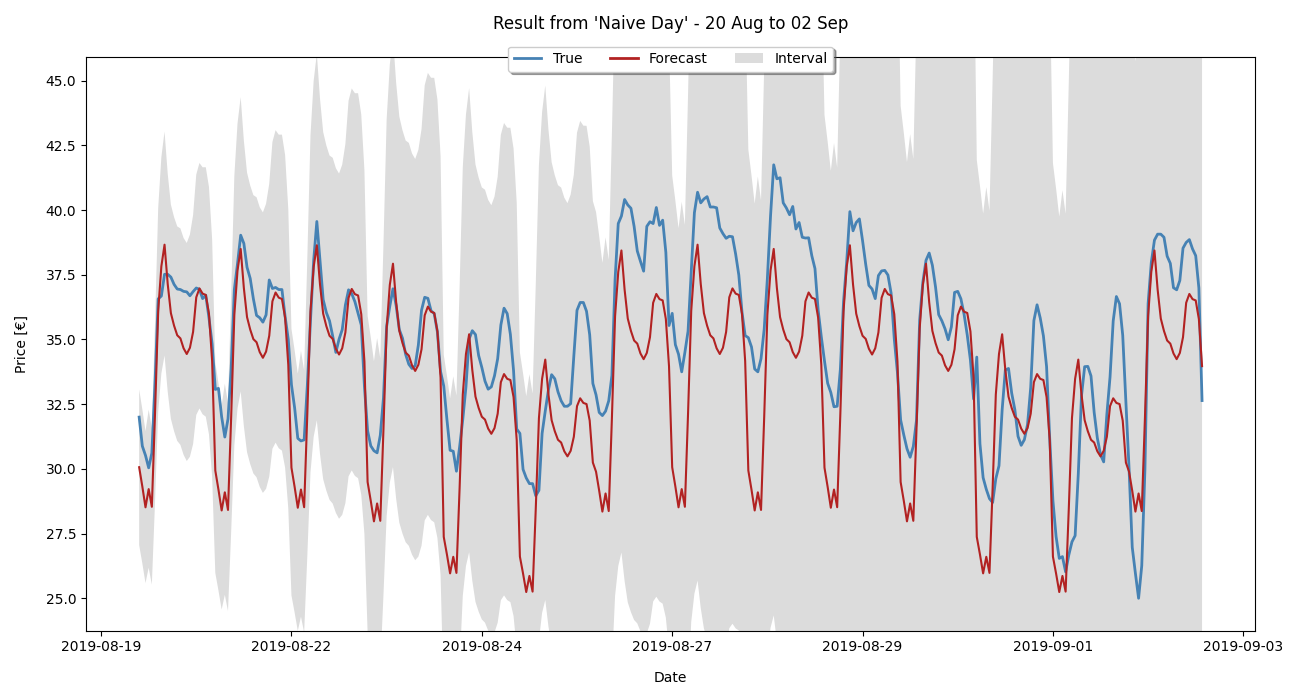 Result from 'Naive Day' - 20 Aug to 02 Sep
True Forecast Interval
45.0
42.5
40.0
37.5
35.0
32.5
30.0
27.5
25.0
Price [€]
2019-08-19 2019-08-22 2019-08-24 2019-08-27 2019-08-29 2019-09-01 2019-09-03
Date